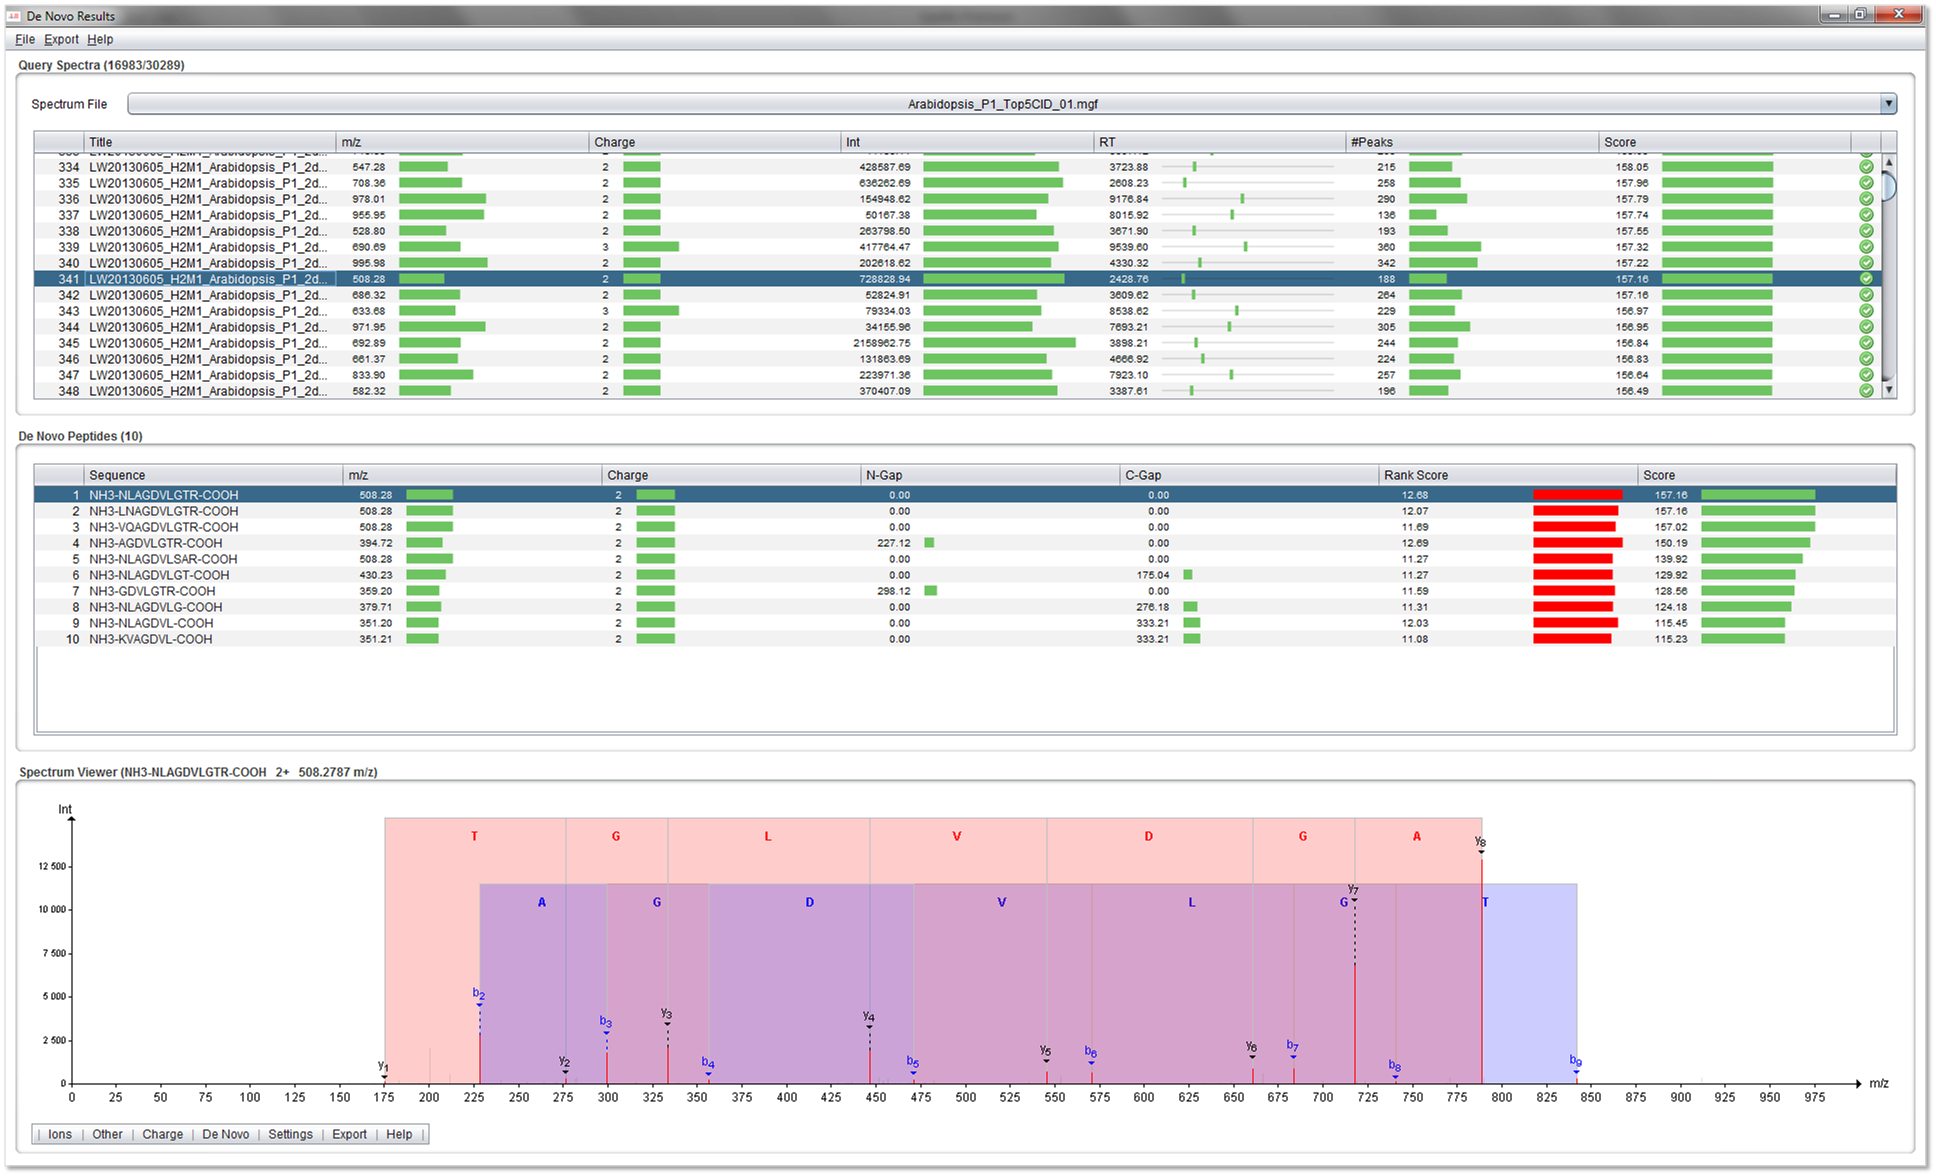 De Novo Results
File Export Help
Query Spectra (16983/30289)
Spectrum File Arabidopsis_P1_Top5CID_01.mgf
Title m/z Charge Int RT #Peaks Score
334 LW20130605_H2M1_Arabidopsis_P1_2d... 547.28 2 428587.69 3723.88 215 158.05
335 LW20130605_H2M1_Arabidopsis_P1_2d... 708.36 2 636262.69 2608.23 258 157.96
336 LW20130605_H2M1_Arabidopsis_P1_2d... 978.01 2 154948.62 9176.84 290 157.79
337 LW20130605_H2M1_Arabidopsis_P1_2d... 955.95 2 50167.38 8015.92 136 157.74
338 LW20130605_H2M1_Arabidopsis_P1_2d... 528.80 2 263798.50 3671.90 193 157.55
339 LW20130605_H2M1_Arabidopsis_P1_2d... 690.69 3 417764.47 9539.60 360 157.32
340 LW20130605_H2M1_Arabidopsis_P1_2d... 995.98 2 202618.62 4330.32 342 157.22
341 LW20130605_H2M1_Arabidopsis_P1_2d... 508.28 2 728828.94 2428.76 188 157.16
342 LW20130605_H2M1_Arabidopsis_P1_2d... 686.32 2 52824.91 3609.62 264 157.16
343 LW20130605_H2M1_Arabidopsis_P1_2d... 633.68 3 79334.03 8538.62 229 156.97
344 LW20130605_H2M1_Arabidopsis_P1_2d... 971.95 2 34155.96 7693.21 305 156.95
345 LW20130605_H2M1_Arabidopsis_P1_2d... 692.89 2 2158962.75 3898.21 244 156.84
346 LW20130605_H2M1_Arabidopsis_P1_2d... 661.37 2 131863.69 4666.92 224 156.83
347 LW20130605_H2M1_Arabidopsis_P1_2d... 833.90 2 223971.36 7923.10 257 156.64
348 LW20130605_H2M1_Arabidopsis_P1_2d... 582.32 2 370407.09 3387.61 196 156.49
De Novo Peptides (10)
Sequence m/z Charge N-Gap C-Gap Rank Score Score
1 NH3-NLAGDVLGTR-COOH 508.28 2 0.00 0.00 12.68 157.16
2 NH3-LNAGDVLGTR-COOH 508.28 2 0.00 0.00 12.07 157.16
3 NH3-VQAGDVLGTR-COOH 508.28 2 0.00 0.00 11.69 157.02
4 NH3-AGDVLGTR-COOH 394.72 2 227.12 0.00 12.69 150.19
5 NH3-NLAGDVLSAR-COOH 508.28 2 0.00 0.00 11.27 139.92
6 NH3-NLAGDVLGT-COOH 430.23 2 0.00 175.04 11.27 129.92
7 NH3-GDVLGTR-COOH 359.20 2 298.12 0.00 11.59 128.56
8 NH3-NLAGDVLG-COOH 379.71 2 0.00 276.18 11.31 124.18
9 NH3-NLAGDVL-COOH 351.20 2 0.00 333.21 12.03 115.45
10 NH3-KVAGDVL-COOH 351.21 2 0.00 333.21 11.08 115.23
Spectrum Viewer (NH3-NLAGDVLGTR-COOH 2+ 508.2787 m/z)
Int
T G L V D G A
y8
12 500
y7
A G D V L G T
10 000
7 500
5 000
b2
b3 y3 y4
2 500
y1 y2 b4 b5 y5 b6 y6 b7 b8 b9
0
m/z
0 25 50 75 100 125 150 175 200 225 250 275 300 325 350 375 400 425 450 475 500 525 550 575 600 625 650 675 700 725 750 775 800 825 850 875 900 925 950 975
| Ions | Other | Charge | De Novo | Settings | Export | Help |